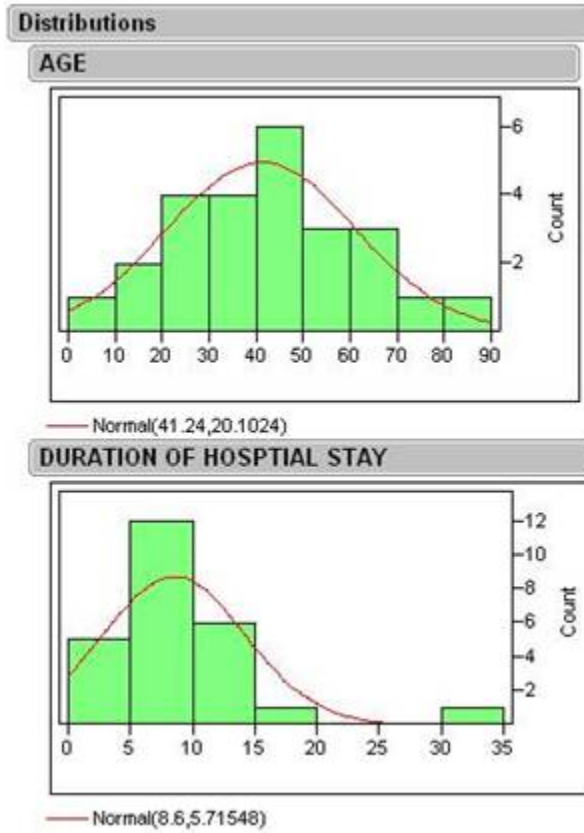 Distributions
AGE
6
4
2
Count
0 10 20 30 40 50 60 70 80 90
Normal(41.24,20.1024)
DURATION OF HOSPTIAL STAY
12
10
8
6
4
2
Count
0 5 10 15 20 25 30 35
Normal(8.6,5.71548)